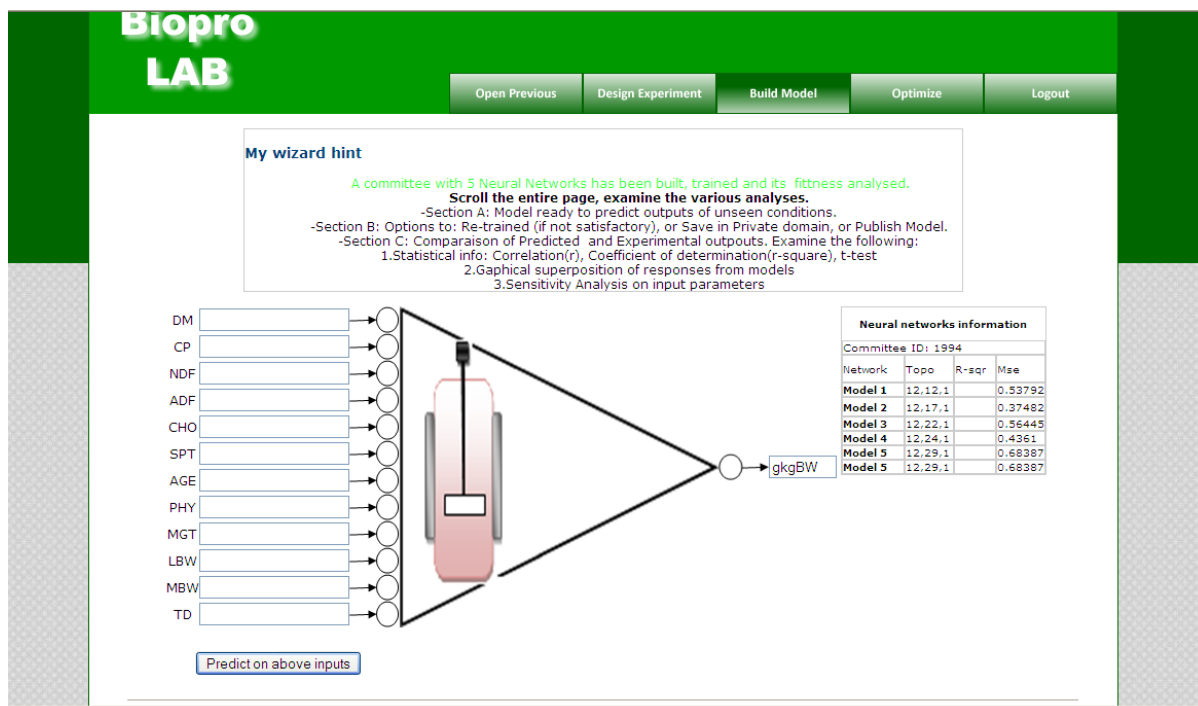 Biopro
LAB
Open Previous
Design Experiment
Build Model
Optimize
Logout
My wizard hint
A committee with 5 Neural Networks has been built, trained and its fittness analysed.
Scroll the entire page, examine the various analyses.
-Section A: Model ready to predict outputs of unseen conditions.
-Section B: Options to: Re-trained (if not satisfactory), or Save in Private domain, or Publish Model.
-Section C: Comparaison of Predicted and Experimental outpouts. Examine the following:
1.Statistical info: Correlation(r), Coefficient of determination(r-square), t-test
2.Gaphical superposition of responses from models
3.Sensitivity Analysis on input parameters
DM
CP
NDF
ADF
CHO
SPT
AGE
PHY
MGT
LBW
MBW
TD
Predict on above inputs
gkgBW
Neural networks information
Committee ID: 1994
Network Topo R-sqr Mse
Model 1 12,12,1 0.53792
Model 2 12,17,1 0.37482
Model 3 12,22,1 0.56445
Model 4 12,24,1 0.4361
Model 5 12,29,1 0.68387
Model 5 12,29,1 0.68387